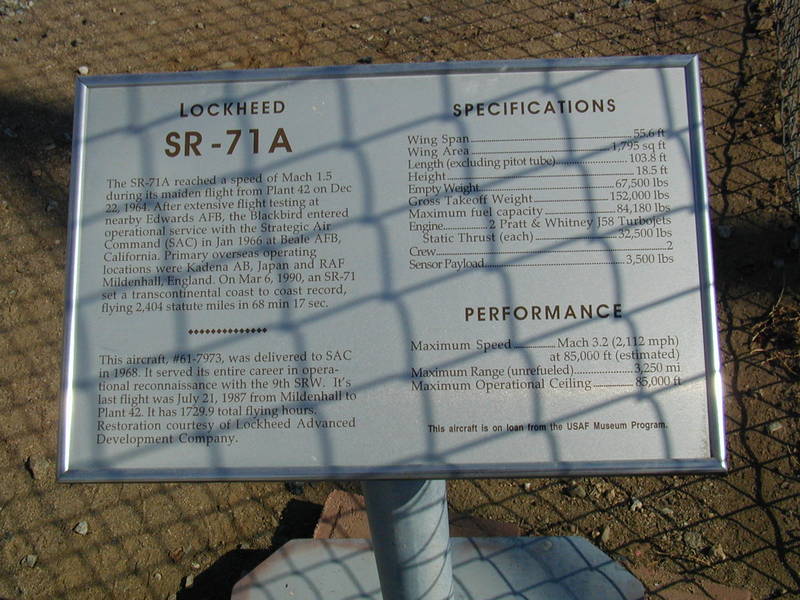 LOCKHEED
SR-71A
The SR-71A reached a speed of Mach 1.5
during its maiden flight from Plant 42 on Dec
22, 1964. After extensive flight testing at
nearby Edwards AFB, the Blackbird entered
operational service with the Strategic Air
Command (SAC) in Jan 1966 at Beale AFB,
California. Primary overseas operating
locations were Kadena AB, Japan and RAF
Mildenhall, England. On Mar 6, 1990, an SR-71
set a transcontinental coast to coast record,
flying 2,404 statute miles in 68 min 17 sec.
This aircraft, #61-7973, was delivered to SAC
in 1968. It served its entire career in opera-
tional reconnaissance with the 9th SRW. It's
last flight was July 21, 1987 from Mildenhall to
Plant 42. It has 1729.9 total flying hours.
Restoration courtesy of Lockheed Advanced
Development Company.
SPECIFICATIONS
Wing Span 55.6 ft
Wing Area 1,795 sq ft
Length (excluding pitot tube) 103.8 ft
Height 18.5 ft
Empty Weight 67,500 lbs
Gross Takeoff Weight 152,000 lbs
Maximum fuel capacity 84,180 lbs
Engine 2 Pratt & Whitney J58 Turbojets
Static Thrust (each) 32,500 lbs
Crew 2
Sensor Payload 3,500 lbs
PERFORMANCE
Maximum Speed Mach 3.2 (2,112 mph)
at 85,000 ft (estimated)
Maximum Range (unrefueled) 3,250 mi
Maximum Operational Ceiling 85,000 ft
This aircraft is on loan from the USAF Museum Program.